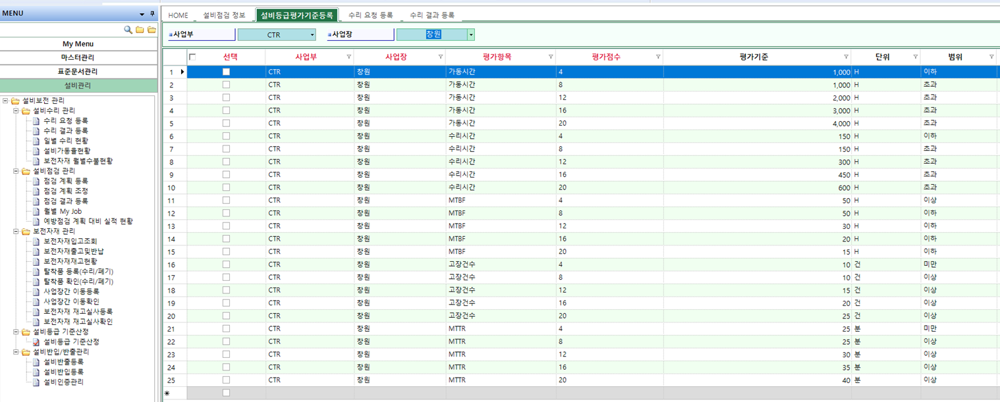 MENU
My Menu
마스터관리
표준문서관리
설비관리
설비보전 관리
설비수리 관리
수리 요청 등록
수리 결과 등록
일별 수리 현황
설비가동율현황
보전자재 월별수불현황
설비점검 관리
점검 계획 등록
점검 계획 조정
점검 결과 등록
월별 My Job
예방점검 계획 대비 실적 현황
보전자재 관리
보전자재입고조회
보전자재출고및반납
보전자재재고현황
탈착품 등록(수리/폐기)
탈착품 확인(수리/폐기)
사업장간 이동등록
사업장간 이동확인
보전자재 재고실사등록
보전자재 재고실사확인
설비등급 기준산정
설비등급 기준산정
설비반입/반출관리
설비반출등록
설비반입등록
설비인증관리
HOME 설비점검 정보 설비등급평가기준등록 수리 요청 등록 수리 결과 등록
사업부 CTR 사업장 창원
선택 사업부 사업장 평가항목 평가점수 평가기준 단위 범위
1 CTR 창원 가동시간 4 1,000 H 이하
2 CTR 창원 가동시간 8 1,000 H 초과
3 CTR 창원 가동시간 12 2,000 H 초과
4 CTR 창원 가동시간 16 3,000 H 초과
5 CTR 창원 가동시간 20 4,000 H 초과
6 CTR 창원 수리시간 4 150 H 이하
7 CTR 창원 수리시간 8 150 H 초과
8 CTR 창원 수리시간 12 300 H 초과
9 CTR 창원 수리시간 16 450 H 초과
10 CTR 창원 수리시간 20 600 H 초과
11 CTR 창원 MTBF 4 50 H 이상
12 CTR 창원 MTBF 8 50 H 이하
13 CTR 창원 MTBF 12 30 H 이하
14 CTR 창원 MTBF 16 20 H 이하
15 CTR 창원 MTBF 20 15 H 이하
16 CTR 창원 고장건수 4 10 건 미만
17 CTR 창원 고장건수 8 10 건 이상
18 CTR 창원 고장건수 12 15 건 이상
19 CTR 창원 고장건수 16 20 건 이상
20 CTR 창원 고장건수 20 25 건 이상
21 CTR 창원 MTTR 4 25 분 미만
22 CTR 창원 MTTR 8 25 분 이상
23 CTR 창원 MTTR 12 30 분 이상
24 CTR 창원 MTTR 16 35 분 이상
25 CTR 창원 MTTR 20 40 분 이상